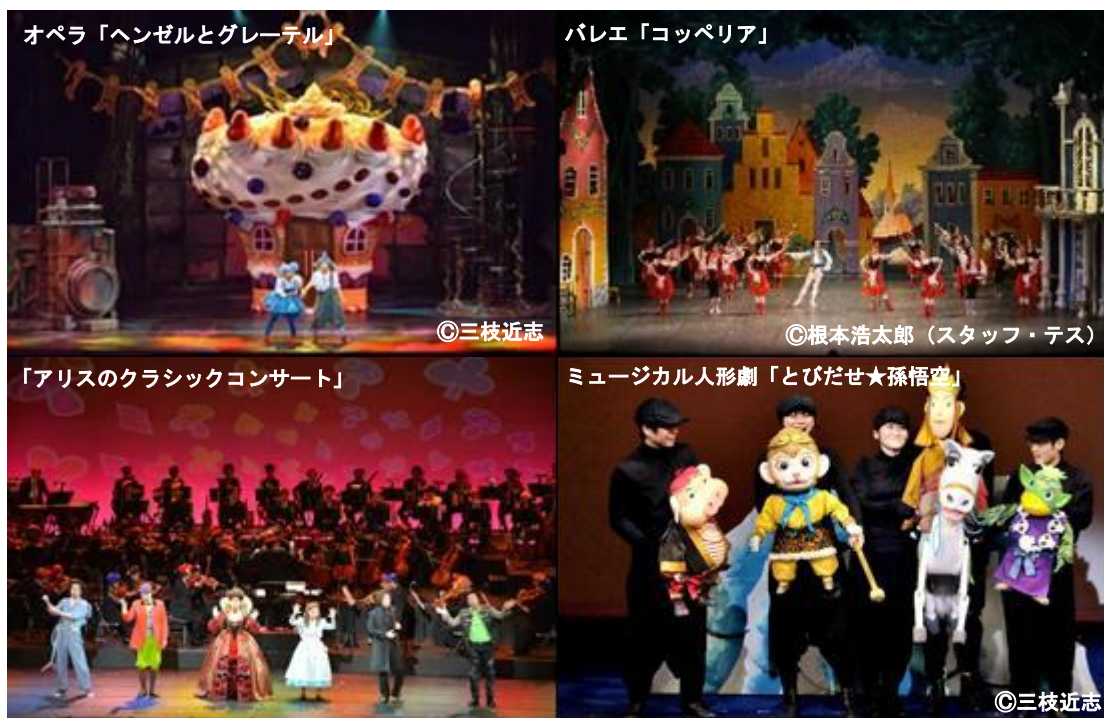 オペラ「ヘンゼルとグレーテル」
バレエ「コッペリア」
Ⓒ三枝近志
Ⓒ根本浩太郎（スタッフ・テス）
「アリスのクラシックコンサート」
ミュージカル人形劇「とびだせ★孫悟空」
Ⓒ三枝近志